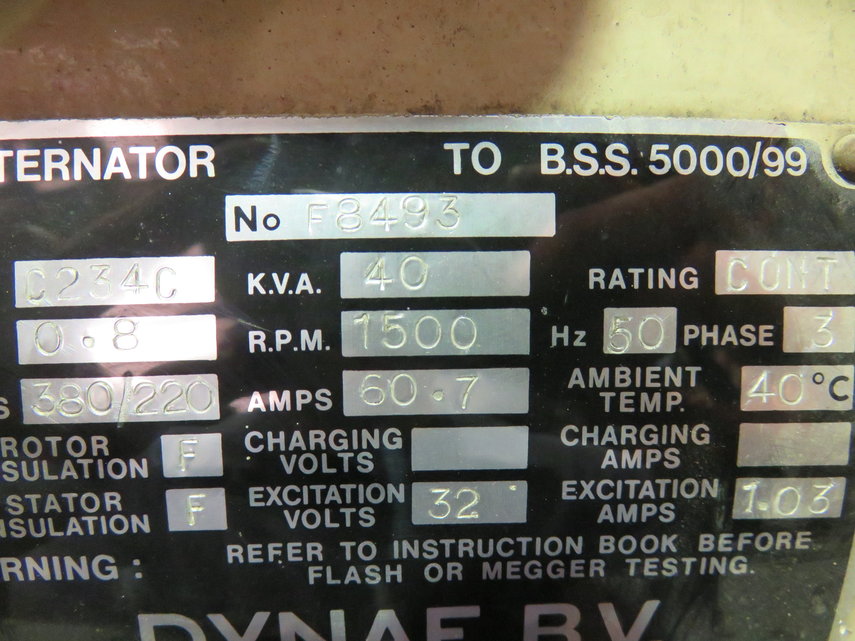 TERNATOR TO B.S.S. 5000/99
No F8493
C234C K.V.A. 40 RATING CONT
0.8 R.P.M. 1500 Hz 50 PHASE 3
S 380/220 AMPS 60.7 AMBIENT TEMP. 40°C
ROTOR SULATION F CHARGING VOLTS CHARGING AMPS
STATOR NSULATION F EXCITATION VOLTS 32 EXCITATION AMPS 1.03
RNING : REFER TO INSTRUCTION BOOK BEFORE
FLASH OR MEGGER TESTING.
B.V.